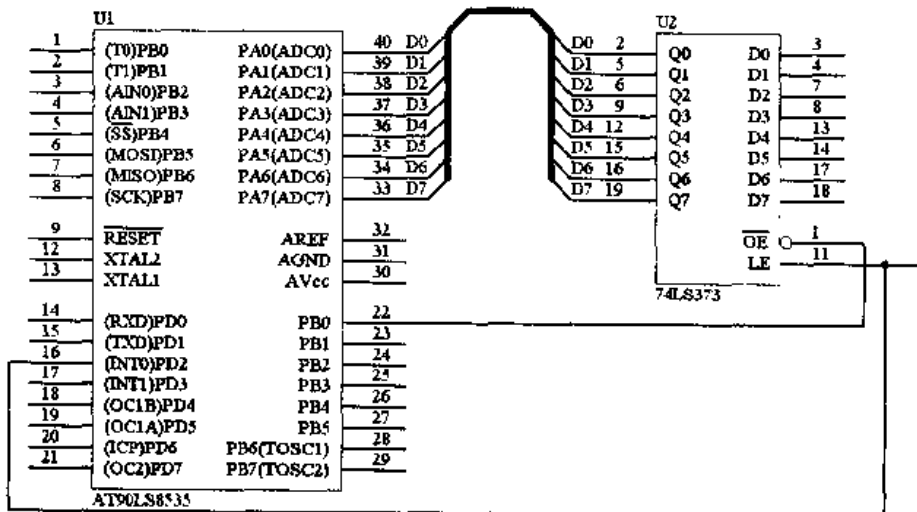 U1
1 (T0)PB0 PA0(ADC0) 40 D0
2 (T1)PB1 PA1(ADC1) 39 D1
3 (AIN0)PB2 PA2(ADC2) 38 D2
4 (AIN1)PB3 PA3(ADC3) 37 D3
5 (SS)PB4 PA4(ADC4) 36 D4
6 (MOSI)PB5 PA5(ADC5) 35 D5
7 (MISO)PB6 PA6(ADC6) 34 D6
8 (SCK)PB7 PA7(ADC7) 33 D7
9 RESET AREF 32
12 XTAL2 AGND 31
13 XTAL1 AVcc 30
14 (RXD)PD0 PB0 22
15 (TXD)PD1 PB1 23
16 (INT0)PD2 PB2 24
17 (INT1)PD3 PB3 25
18 (OC1B)PD4 PB4 26
19 (OC1A)PD5 PB5 27
20 (ICP)PD6 PB6(TOSC1) 28
21 (OC2)PD7 PB7(TOSC2) 29
AT90LS8535
U2
D0 2 Q0 D0 3
D1 5 Q1 D1 4
D2 6 Q2 D2 7
D3 9 Q3 D3 8
D4 12 Q4 D4 13
D5 15 Q5 D5 14
D6 16 Q6 D6 17
D7 19 Q7 D7 18
OE 1
LE 11
74LS373